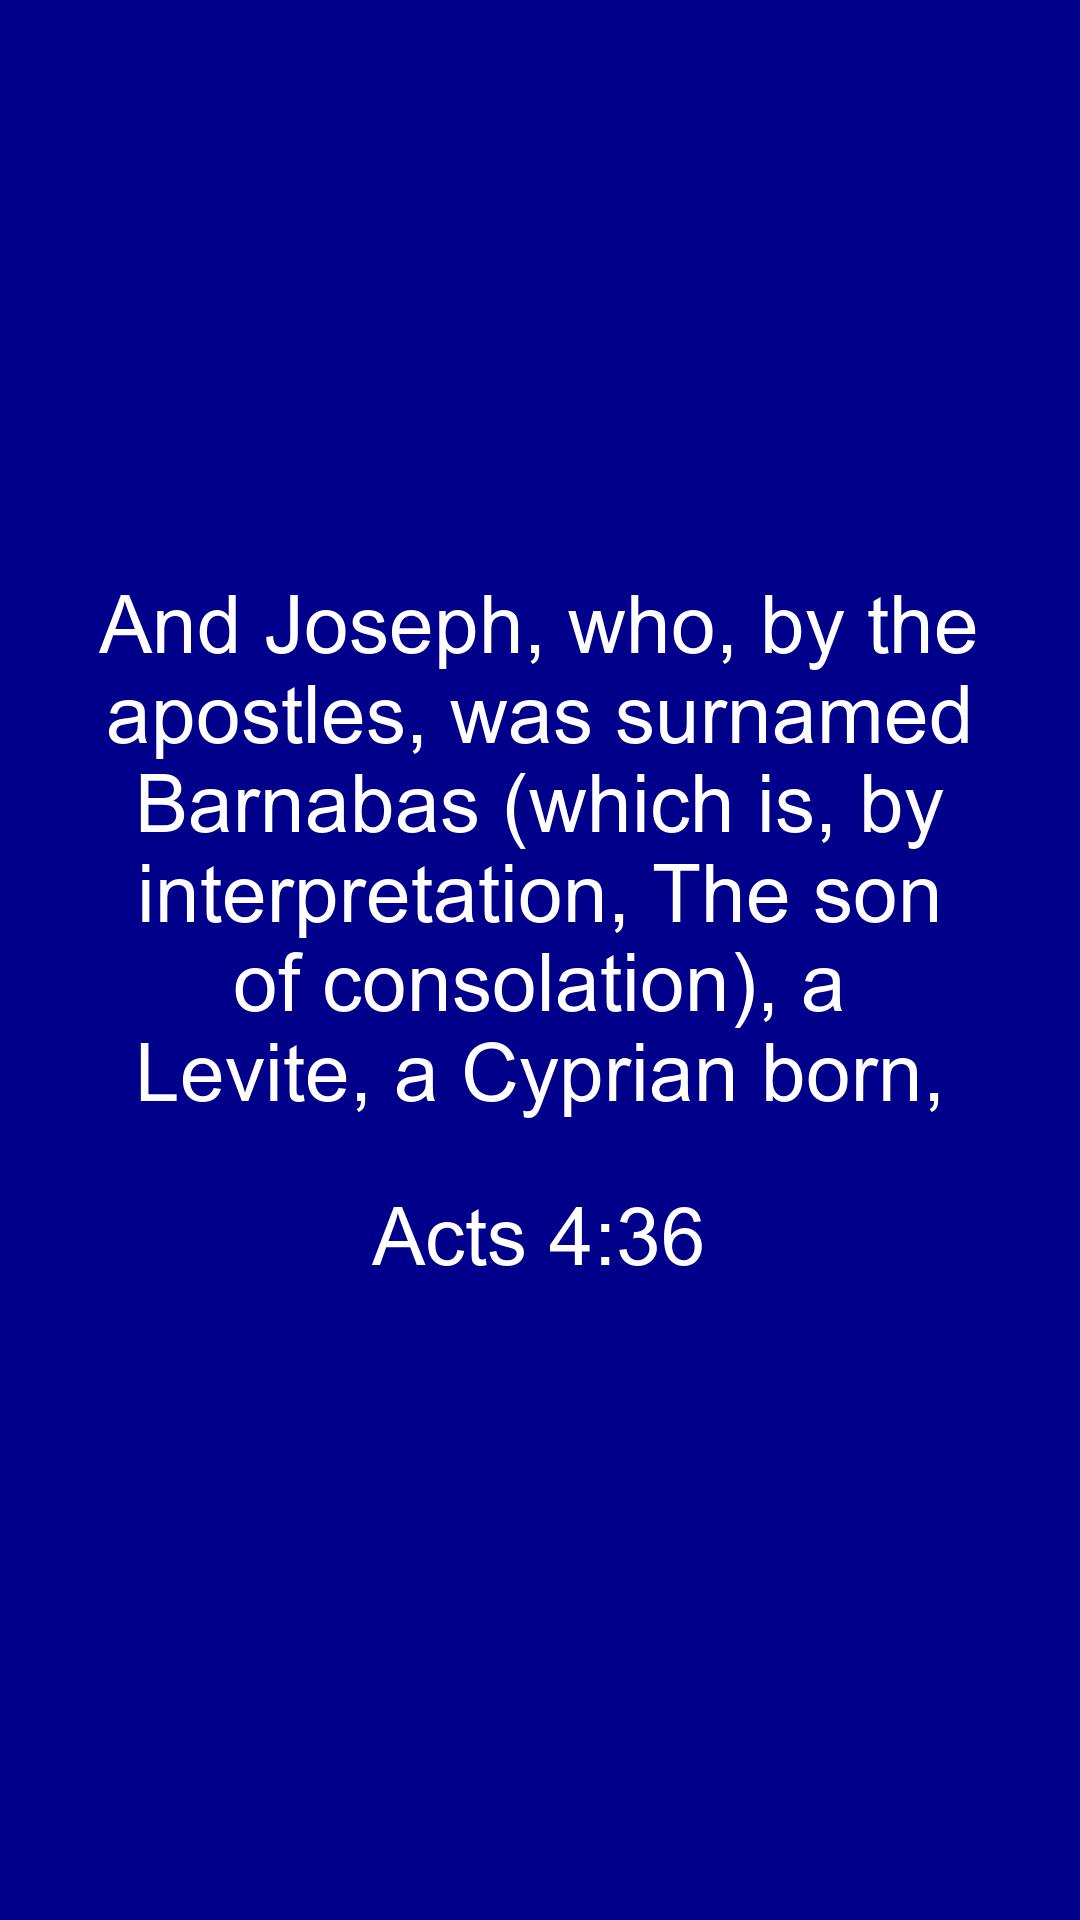 And Joseph, who, by the
apostles, was surnamed
Barnabas (which is, by
interpretation, The son
of consolation), a
Levite, a Cyprian born,
Acts 4:36